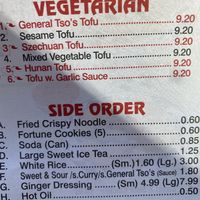 VEGETARIAN
1. General Tso's Tofu 9.20
2. Sesame Tofu 9.20
3. Szechuan Tofu 9.20
4. Mixed Vegetable Tofu 9.20
5. Hunan Tofu 9.20
6. Tofu w. Garlic Sauce 9.20
SIDE ORDER
A. Fried Crispy Noodle 0.60
B. Fortune Cookies (5) 0.60
C. Soda (Can) 0.85
D. Large Sweet Ice Tea 1.25
E. White Rice (Sm.) 1.60 (Lg.) 3.00
F. Sweet & Sour /s.Curry/s.General Tso's (Sauce) 1.80
G. Ginger Dressing (Sm) 4.99 (Lg) 7.99
H. Hot Oil 0.50